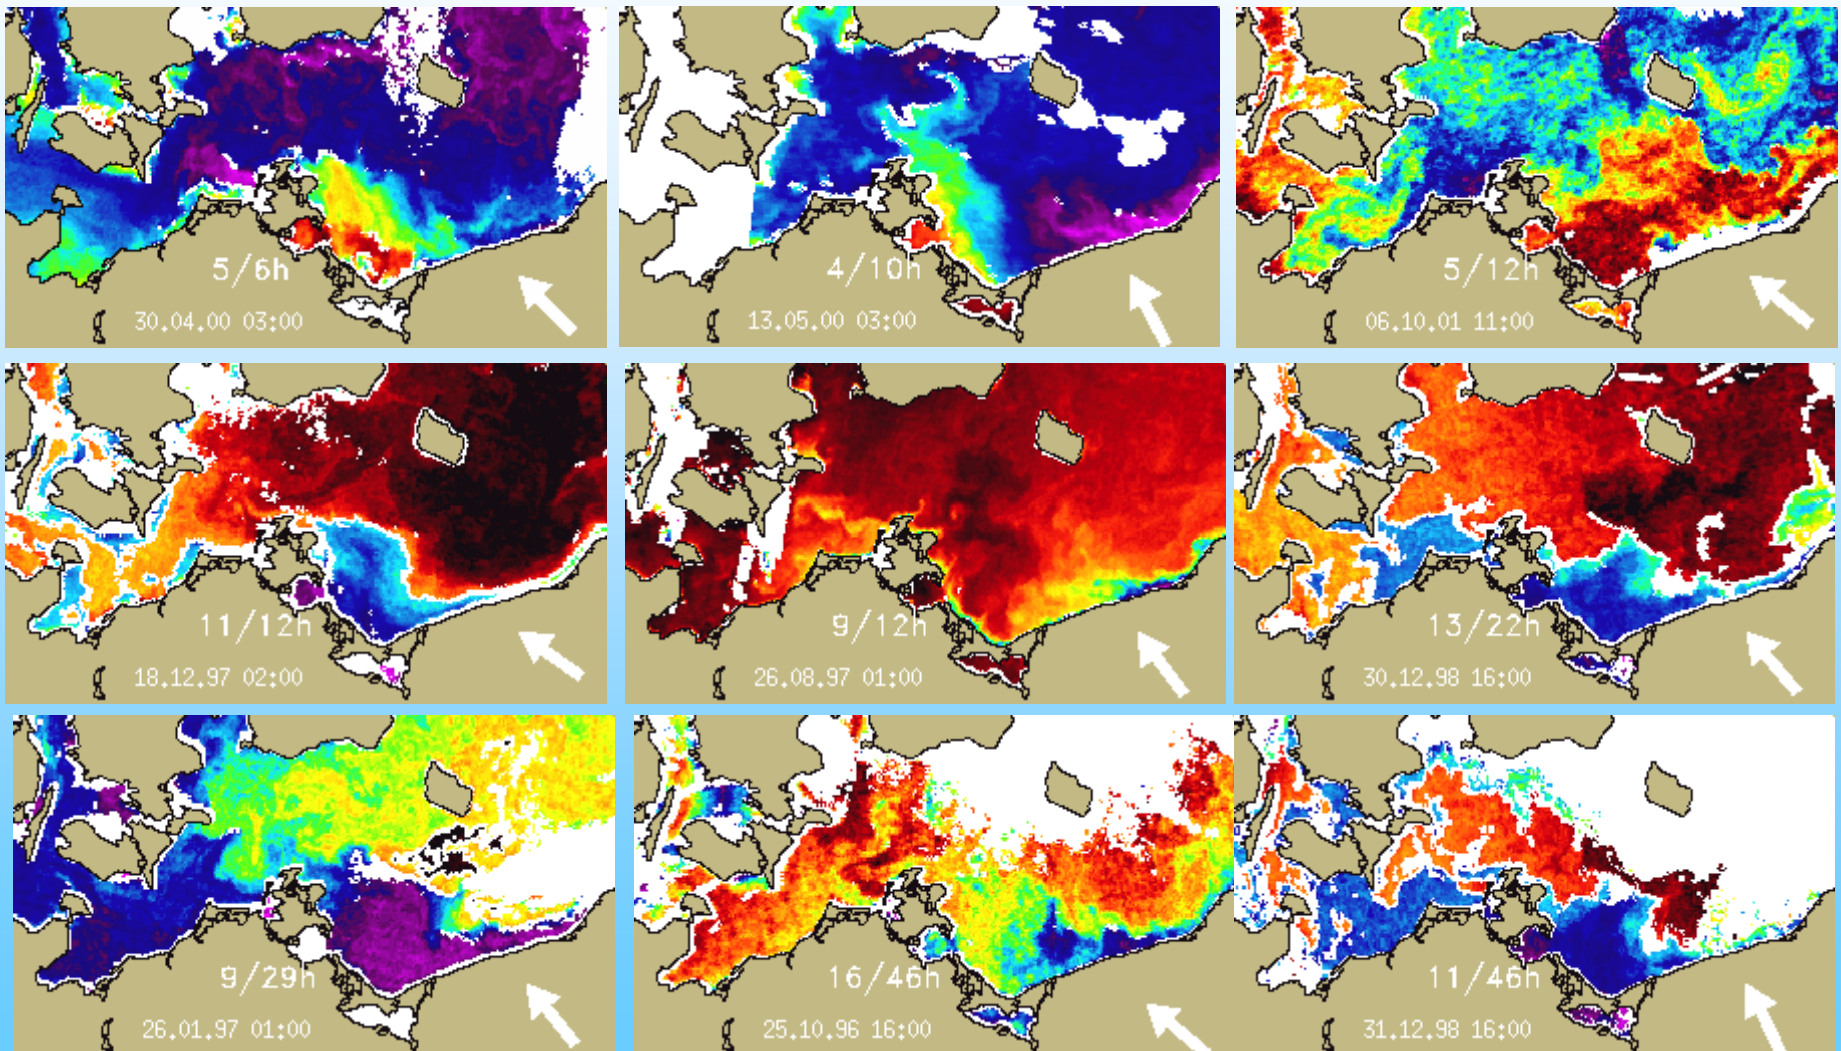 5/6h
30.04.00 03:00
4/10h
13.05.00 03:00
5/12h
06.10.01 11:00
11/12h
18.12.97 02:00
9/12h
26.08.97 01:00
13/22h
30.12.98 16:00
9/29h
26.01.97 01:00
16/46h
25.10.96 16:00
11/46h
31.12.98 16:00